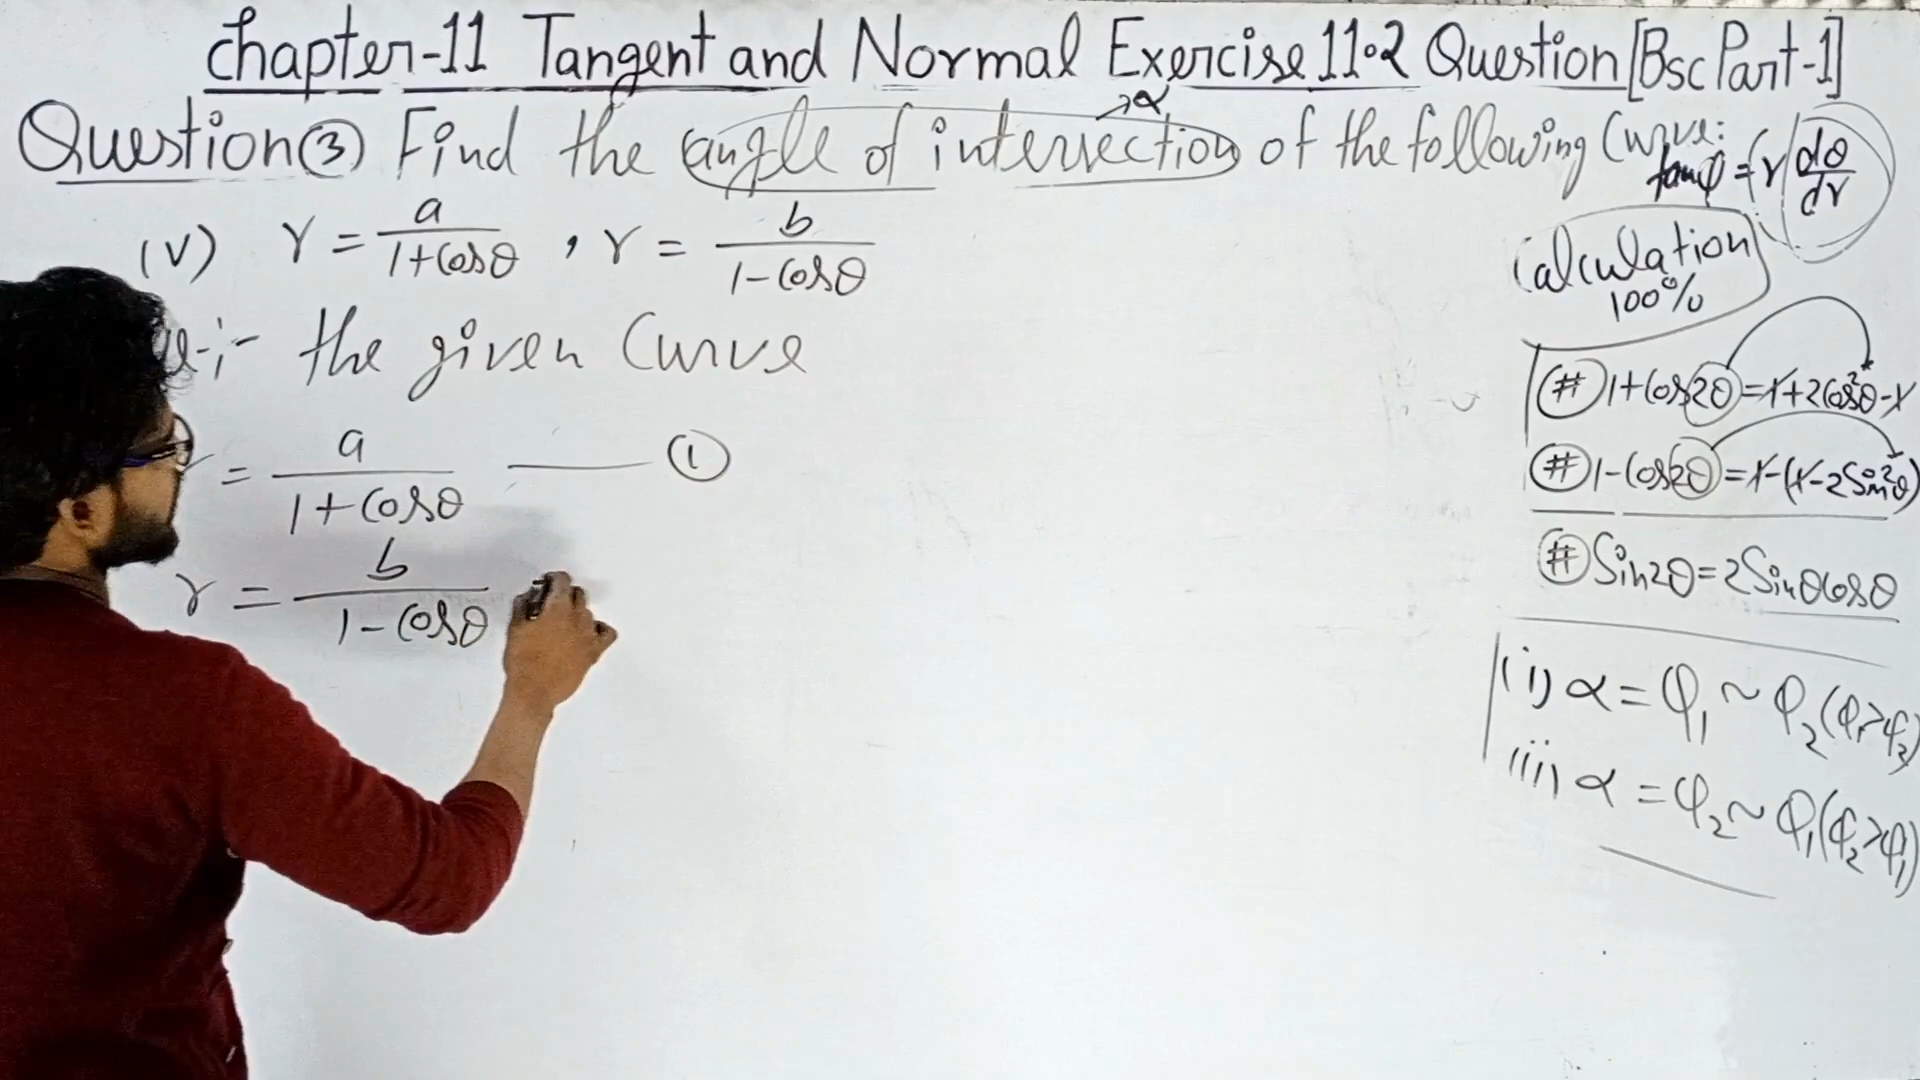 Chapter-11 Tangent and Normal Exercise 11.2 Question [Bsc Part-1]
Question ③ Find the angle of intersection of the following Curve:
→α
tanφ = r dθ/dr
(V) r = a/(1+Cosθ) , r = b/(1-Cosθ)
Calculation
100%
the given Curve
= a/(1+Cosθ) —— ①
r = b/(1-Cosθ)
(#) 1+Cos2θ = 1+2Cos²θ-1
(#) 1-Cos2θ = 1-(1-2Sin²θ)
(#) Sin2θ = 2SinθCosθ
(i) α = φ₁ ~ φ₂ (φ₁>φ₂)
(ii) α = φ₂ ~ φ₁ (φ₂>φ₁)